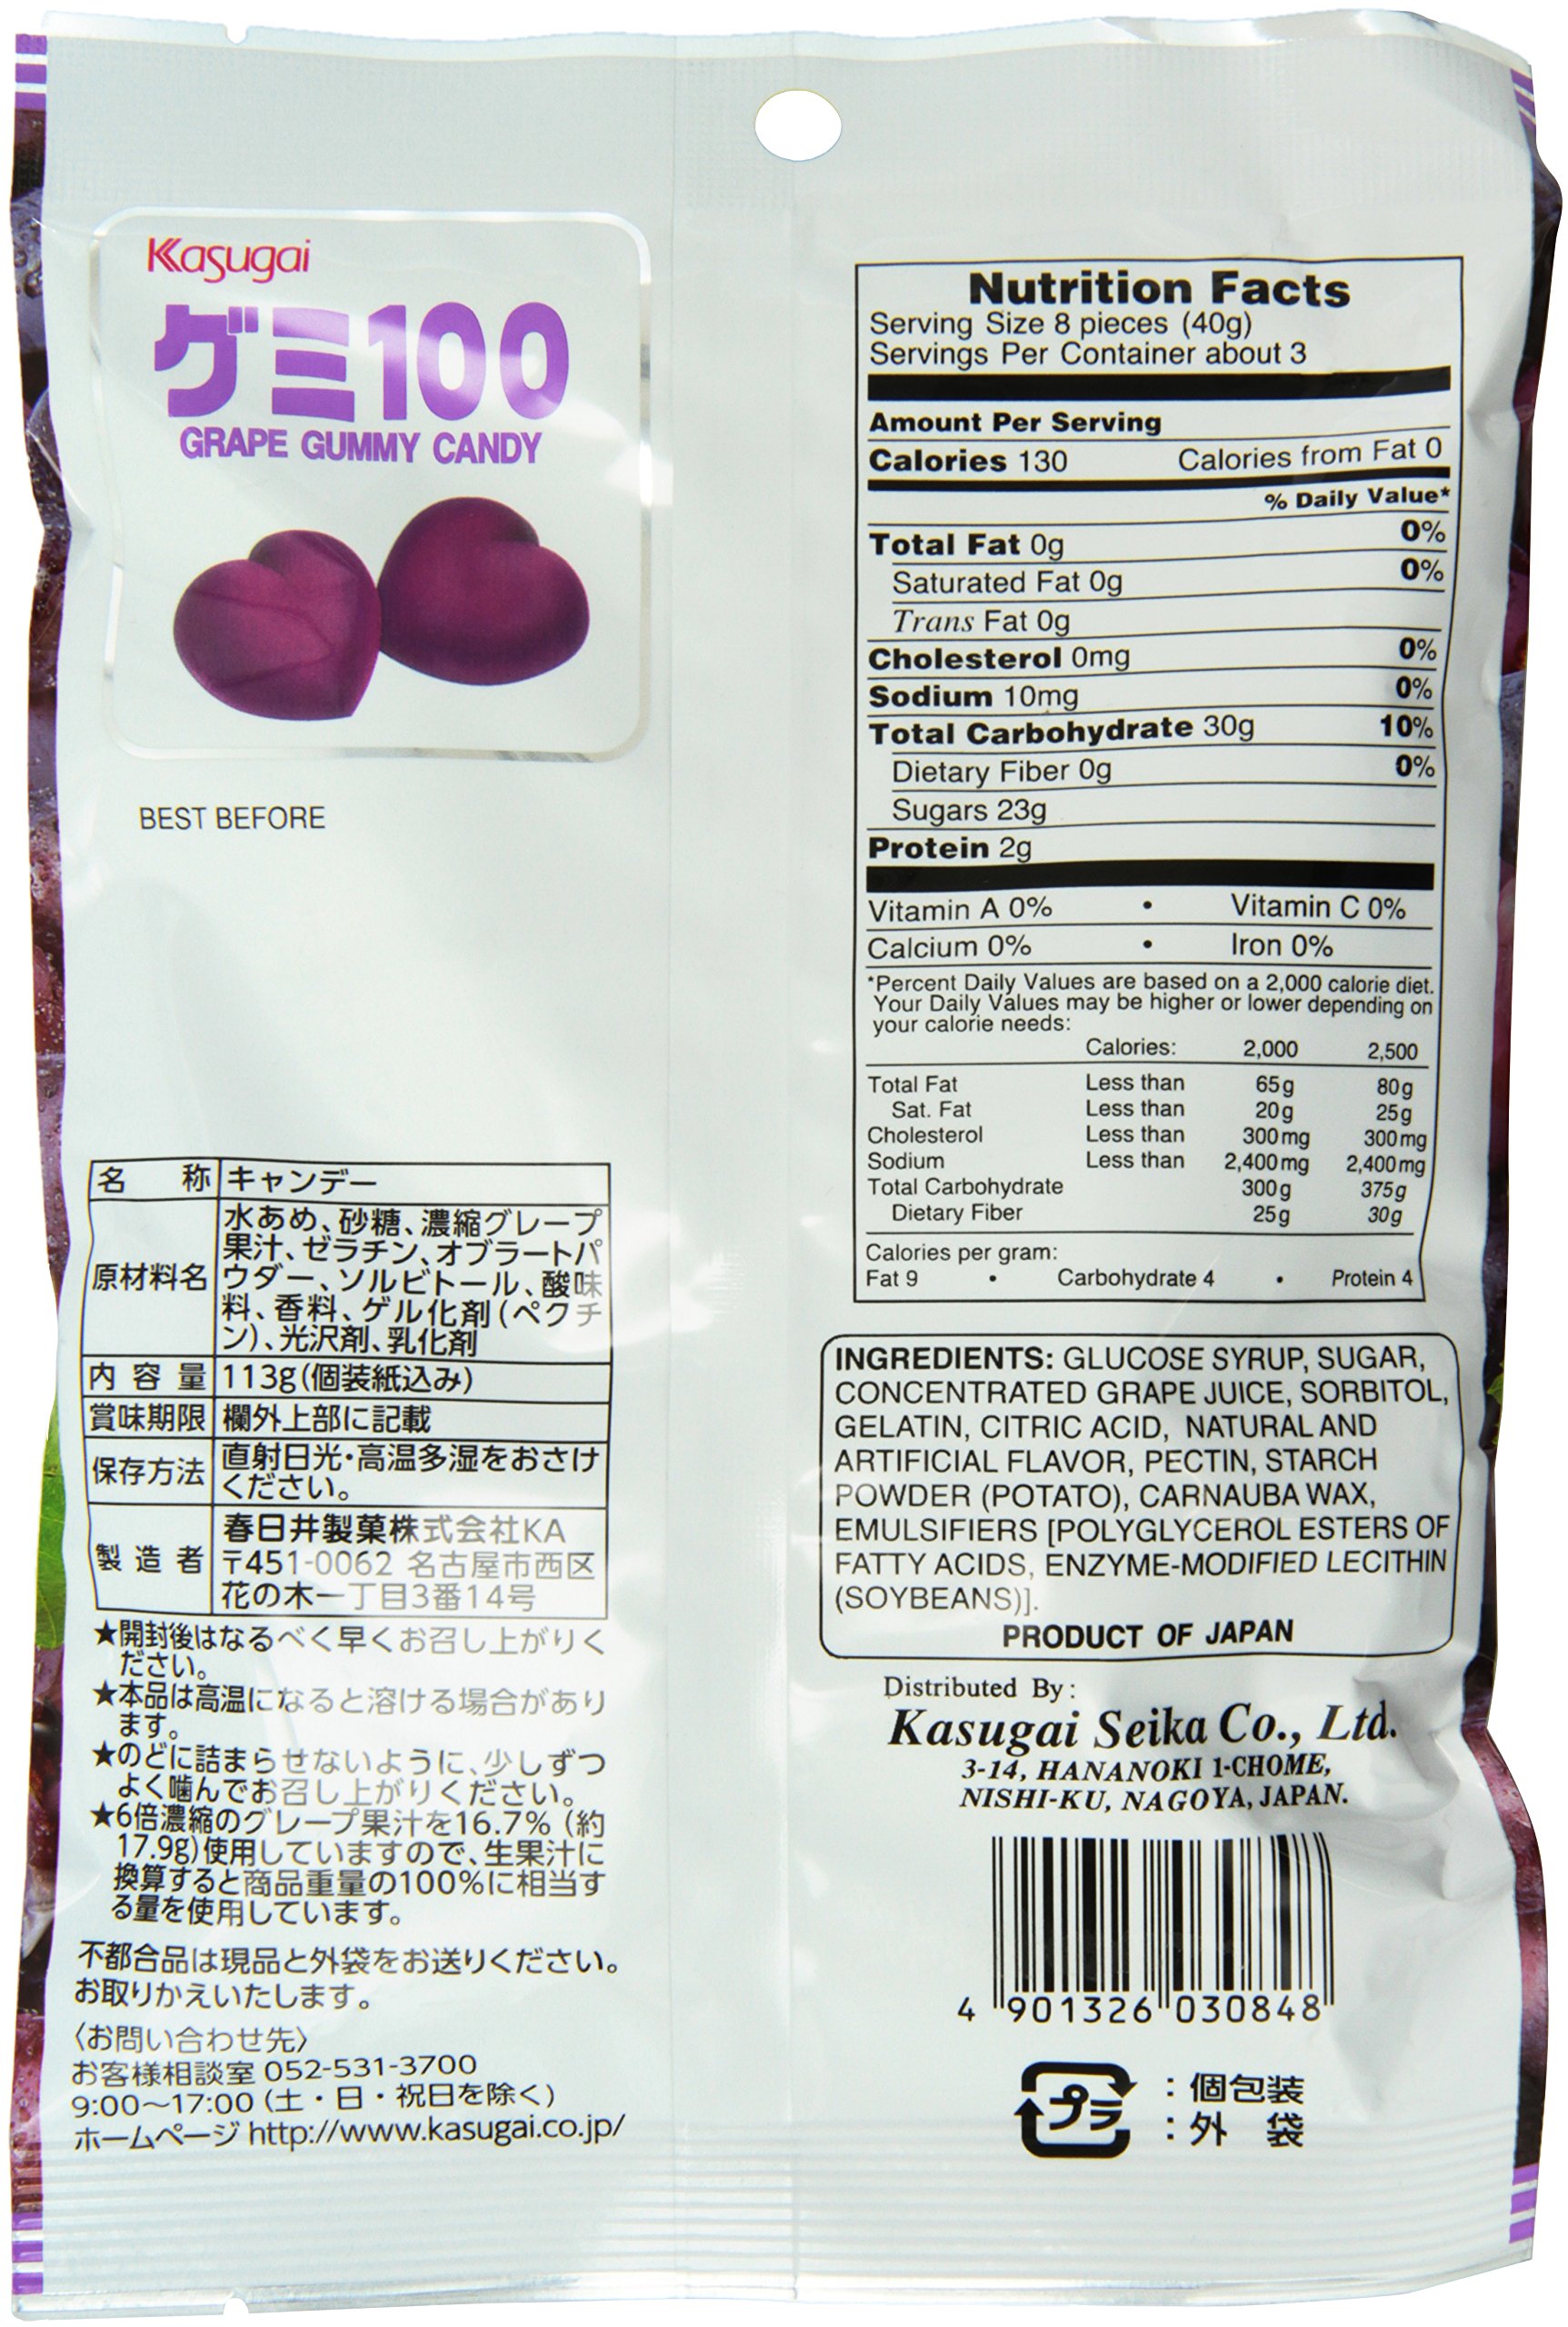 Kasugai
グミ100
GRAPE GUMMY CANDY
BEST BEFORE
名 称 キャンデー
原材料名 水あめ、砂糖、濃縮グレープ
果汁、ゼラチン、オブラートパ
ウダー、ソルビトール、酸味
料、香料、ゲル化剤(ペクチ
ン)、光沢剤、乳化剤
内容量 113g(個装紙込み)
賞味期限 欄外上部に記載
保存方法 直射日光・高温多湿をおさけ
ください。
製造者 春日井製菓株式会社KA
〒451-0062 名古屋市西区
花の木一丁目3番14号
★開封後はなるべく早くお召し上がりく
ださい。
★本品は高温になると溶ける場合があり
ます。
★のどに詰まらせないように、少しずつ
よく噛んでお召し上がりください。
★6倍濃縮のグレープ果汁を16.7% (約
17.9g)使用していますので、生果汁に
換算すると商品重量の100%に相当す
る量を使用しています。
不都合品は現品と外袋をお送りください。
お取りかえいたします。
〈お問い合わせ先〉
お客様相談室 052-531-3700
9:00～17:00 (土・日・祝日を除く)
ホームページ http://www.kasugai.co.jp/
Nutrition Facts
Serving Size 8 pieces (40g)
Servings Per Container about 3
Amount Per Serving
Calories 130 Calories from Fat 0
% Daily Value*
Total Fat 0g 0%
Saturated Fat 0g 0%
Trans Fat 0g
Cholesterol 0mg 0%
Sodium 10mg 0%
Total Carbohydrate 30g 10%
Dietary Fiber 0g 0%
Sugars 23g
Protein 2g
Vitamin A 0% • Vitamin C 0%
Calcium 0% • Iron 0%
*Percent Daily Values are based on a 2,000 calorie diet.
Your Daily Values may be higher or lower depending on
your calorie needs:
Calories: 2,000 2,500
Total Fat Less than 65g 80g
Sat. Fat Less than 20g 25g
Cholesterol Less than 300mg 300mg
Sodium Less than 2,400mg 2,400mg
Total Carbohydrate 300g 375g
Dietary Fiber 25g 30g
Calories per gram:
Fat 9 • Carbohydrate 4 • Protein 4
INGREDIENTS: GLUCOSE SYRUP, SUGAR,
CONCENTRATED GRAPE JUICE, SORBITOL,
GELATIN, CITRIC ACID, NATURAL AND
ARTIFICIAL FLAVOR, PECTIN, STARCH
POWDER (POTATO), CARNAUBA WAX,
EMULSIFIERS [POLYGLYCEROL ESTERS OF
FATTY ACIDS, ENZYME-MODIFIED LECITHIN
(SOYBEANS)].
PRODUCT OF JAPAN
Distributed By:
Kasugai Seika Co., Ltd.
3-14, HANANOKI 1-CHOME,
NISHI-KU, NAGOYA, JAPAN.
4 901326 030848
プラ :個包装
:外 袋